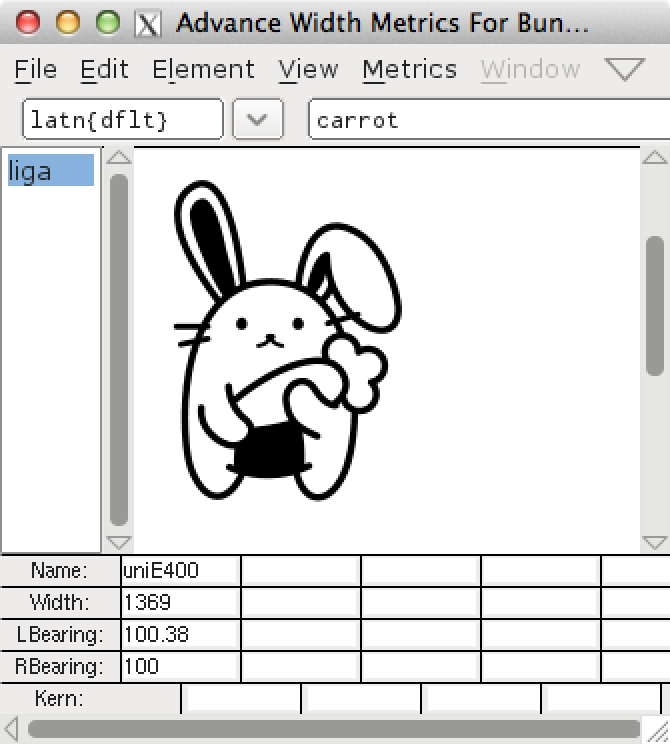 Advance Width Metrics For Bun...
File Edit Element View Metrics Window
latn{dflt} carrot
liga
Name: uniE400
Width: 1369
LBearing: 100.38
RBearing: 100
Kern: